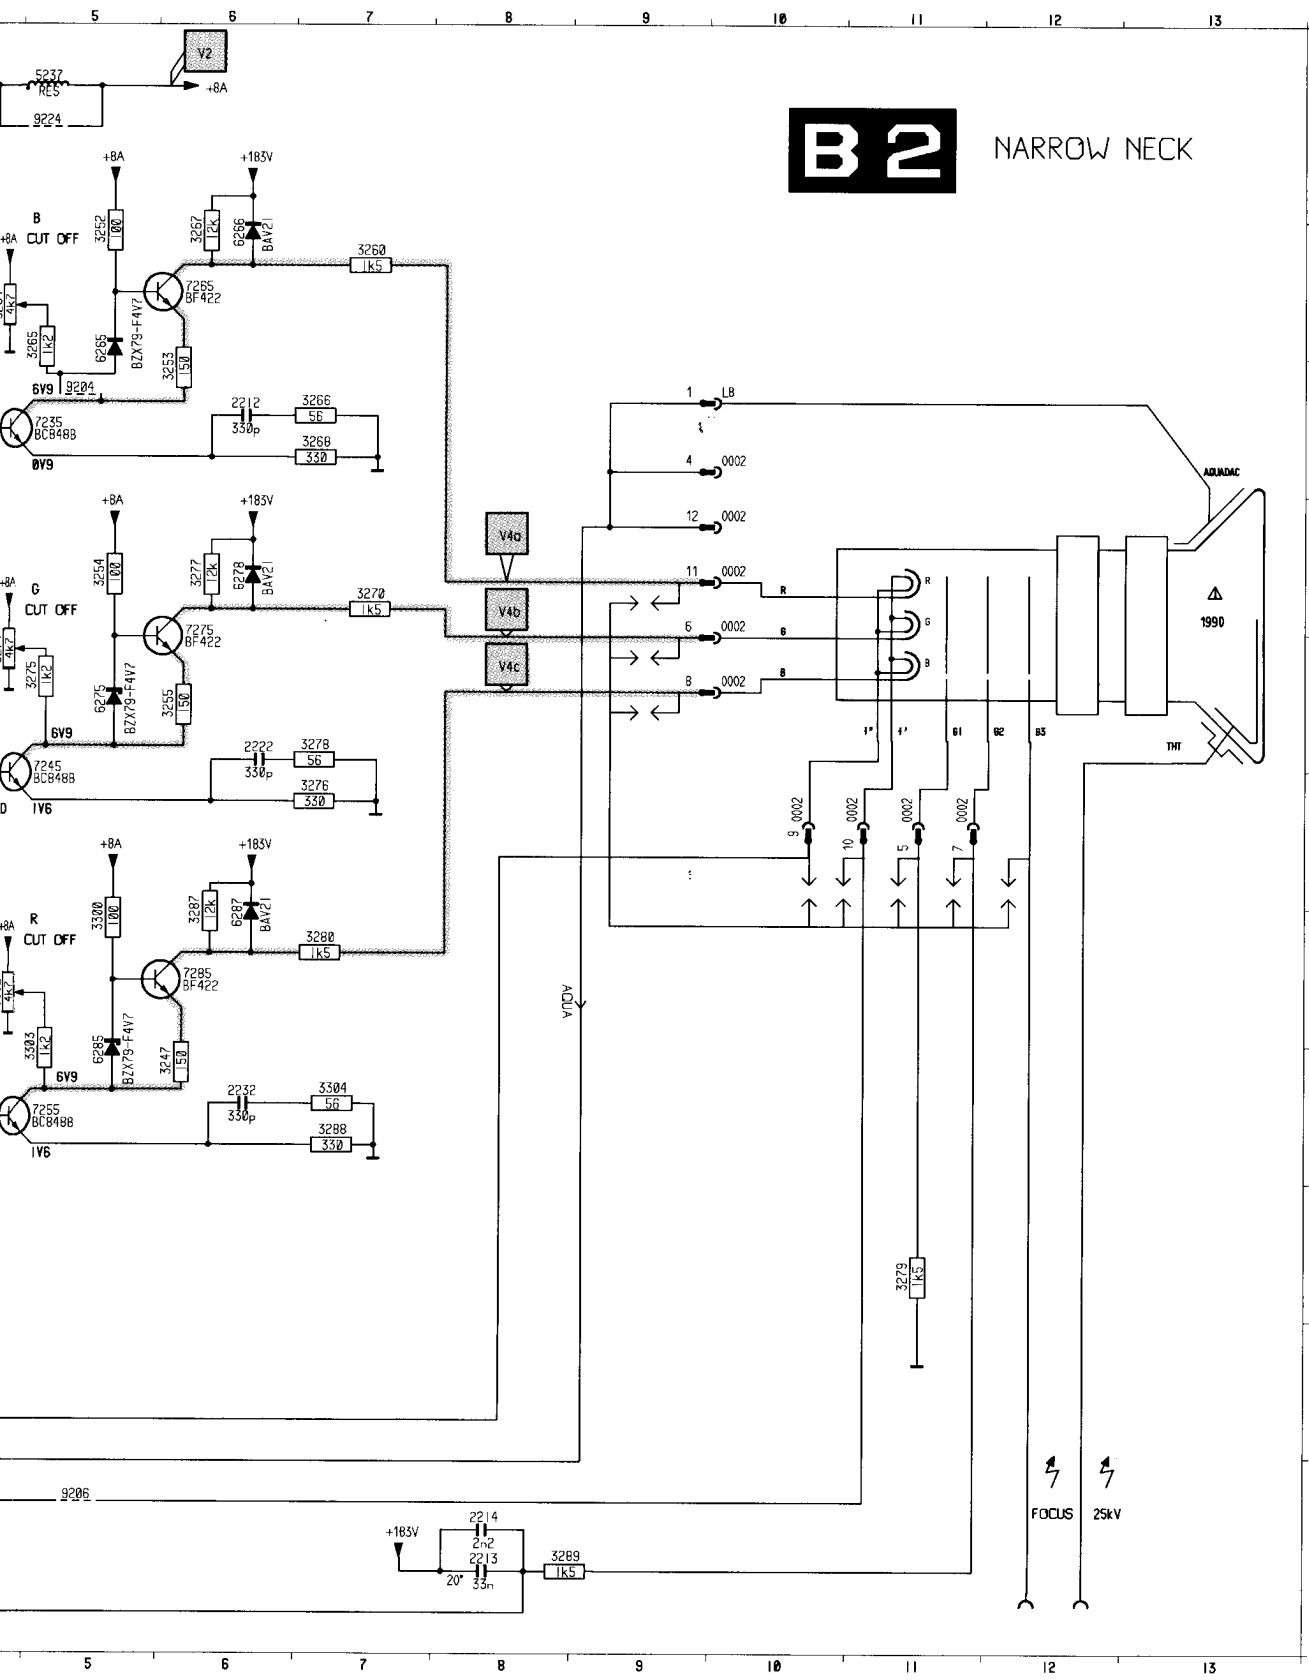 5 6 7 8 9 10 11 12 13
V2
5237
RES
+8A
9224
B 2 NARROW NECK
+8A +183V
B
CUT OFF
+8A
3252
100
3267
12k
6266
BAV21
3260
1k5
7265
BF422
4k7
3265
1k2
6265
BZX79-F4V7
3253
150
6V9 9204
7235
BC848B
0V9
2212
330p
3266
56
3268
330
1 LB
4 0002
12 0002
11 0002
6 0002
8 0002
AQUADAC
+8A +183V
G
CUT OFF
+8A
3254
100
3277
12k
6278
BAV21
3270
1k5
7275
BF422
4k7
3275
1k2
6275
BZX79-F4V7
3255
150
6V9
7245
BC848B
1V6
2222
330p
3278
56
3276
330
V4a
V4b
V4c
R
G
B
R
G
B
1990
f" f' G1 G2 G3
THT
9 0002
10 0002
5 0002
7 0002
+8A +183V
R
CUT OFF
+8A
3300
100
3287
12k
6287
BAV21
3280
1k5
7285
BF422
4k7
3303
1k2
6285
BZX79-F4V7
3247
150
6V9
7255
BC848B
1V6
2232
330p
3304
56
3288
330
AQUA
3279
1k5
9206
FOCUS 25kV
+183V
2214
2n2
2213
33n
20"
3289
1k5
5 6 7 8 9 10 11 12 13